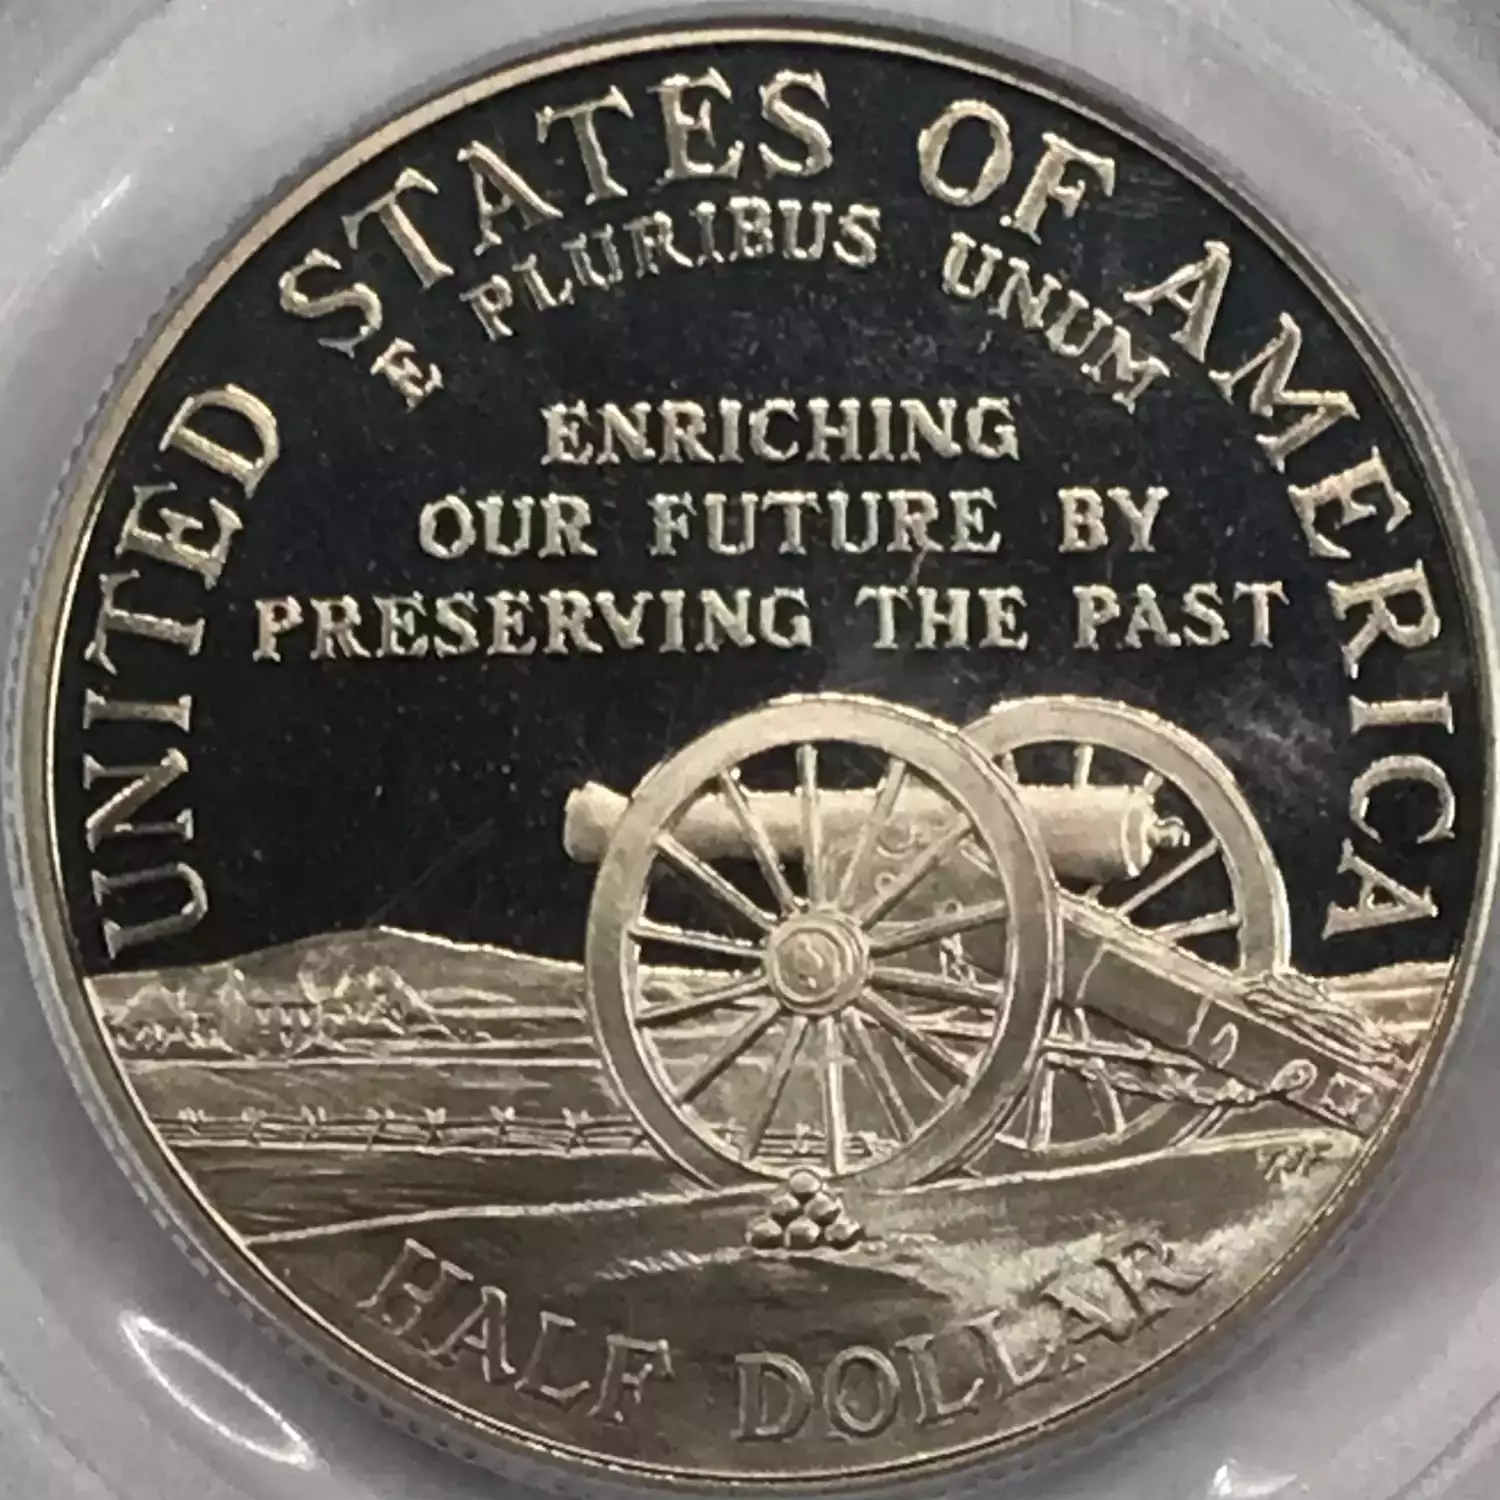 UNITED STATES OF AMERICA
E PLURIBUS UNUM
ENRICHING
OUR FUTURE BY
PRESERVING THE PAST
HALF DOLLAR